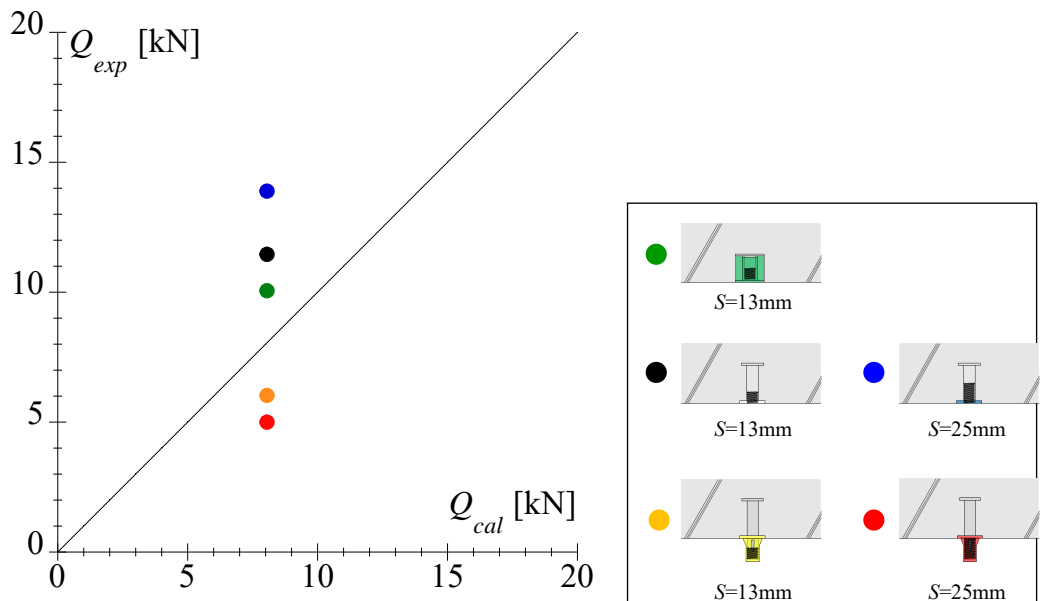 20
Q_exp [kN]
15
10
5
0
Q_cal [kN]
0 5 10 15 20
S=13mm
S=13mm S=25mm
S=13mm S=25mm